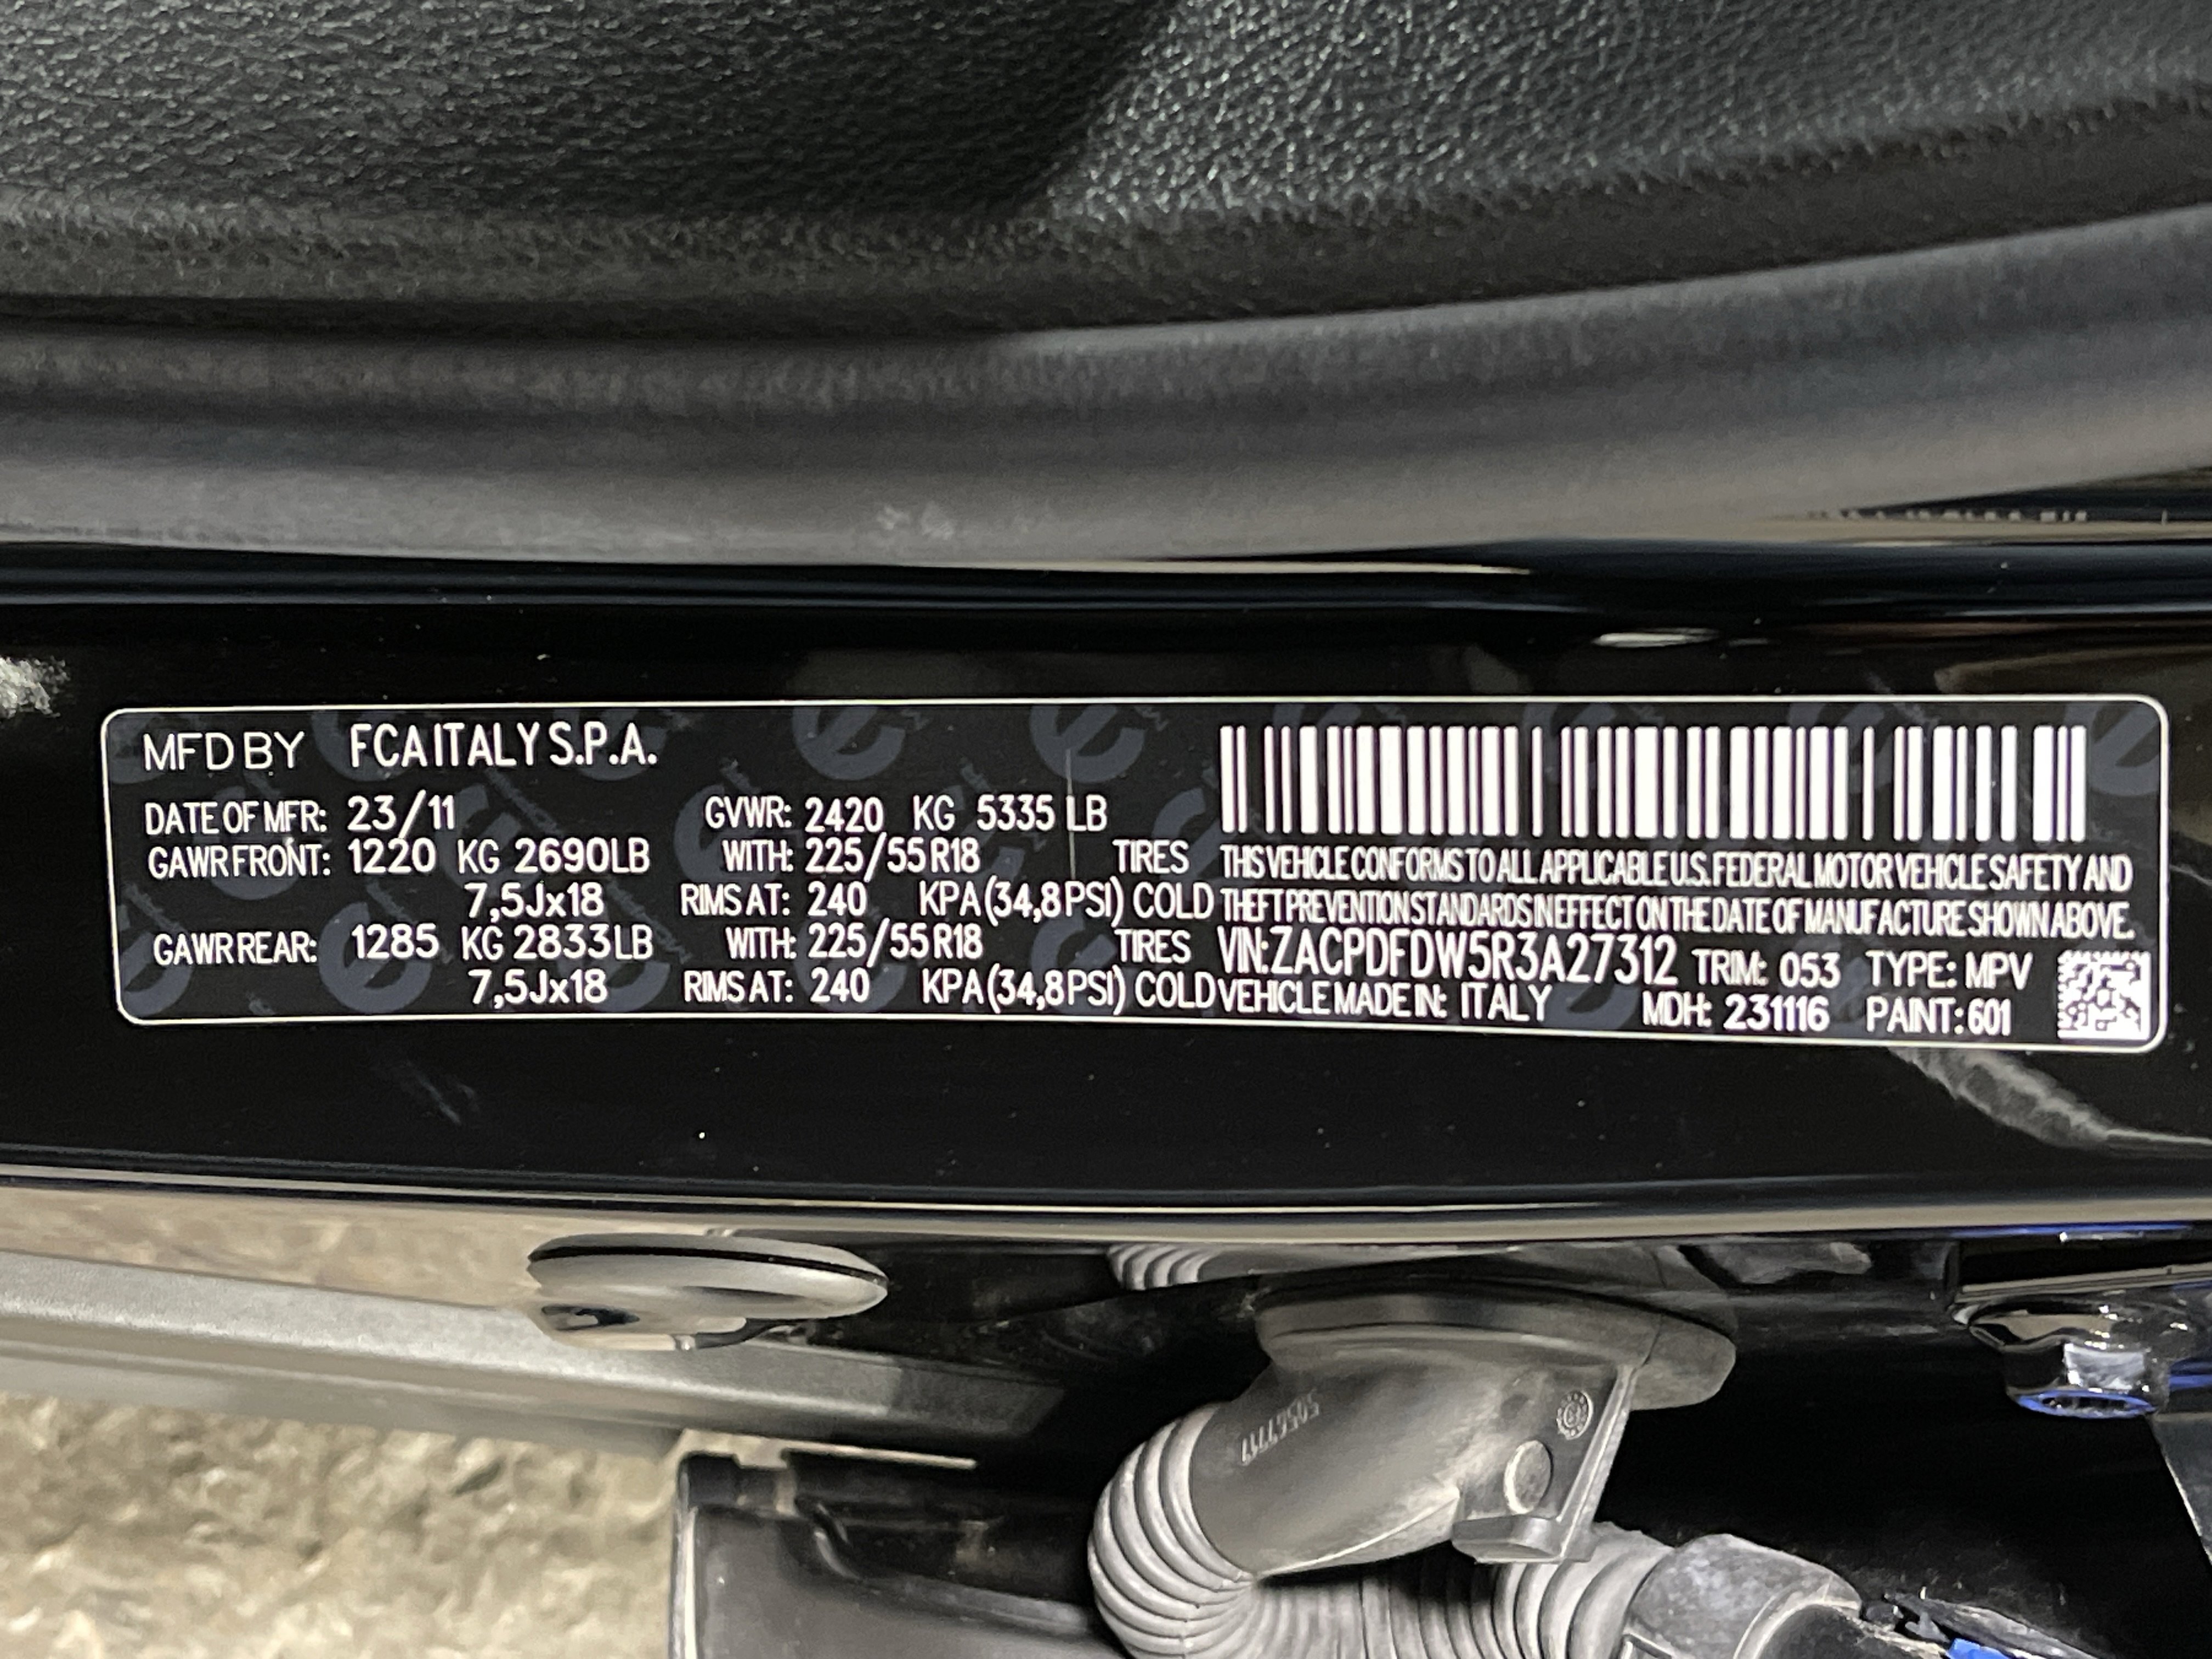 MFD BY FCA ITALY S.P.A.
DATE OF MFR: 23/11 GVWR: 2420 KG 5335 LB
GAWR FRONT: 1220 KG 2690LB WITH: 225/55 R18 TIRES
7,5Jx18 RIMS AT: 240 KPA (34,8PSI) COLD
GAWR REAR: 1285 KG 2833LB WITH: 225/55 R18 TIRES
7,5Jx18 RIMS AT: 240 KPA (34,8PSI) COLD
THIS VEHICLE CONFORMS TO ALL APPLICABLE U.S. FEDERAL MOTOR VEHICLE SAFETY AND
THEFT PREVENTION STANDARDS IN EFFECT ON THE DATE OF MANUFACTURE SHOWN ABOVE.
VIN:ZACPDFDW5R3A27312 TRIM: 053 TYPE: MPV
VEHICLE MADE IN: ITALY MDH: 231116 PAINT: 601